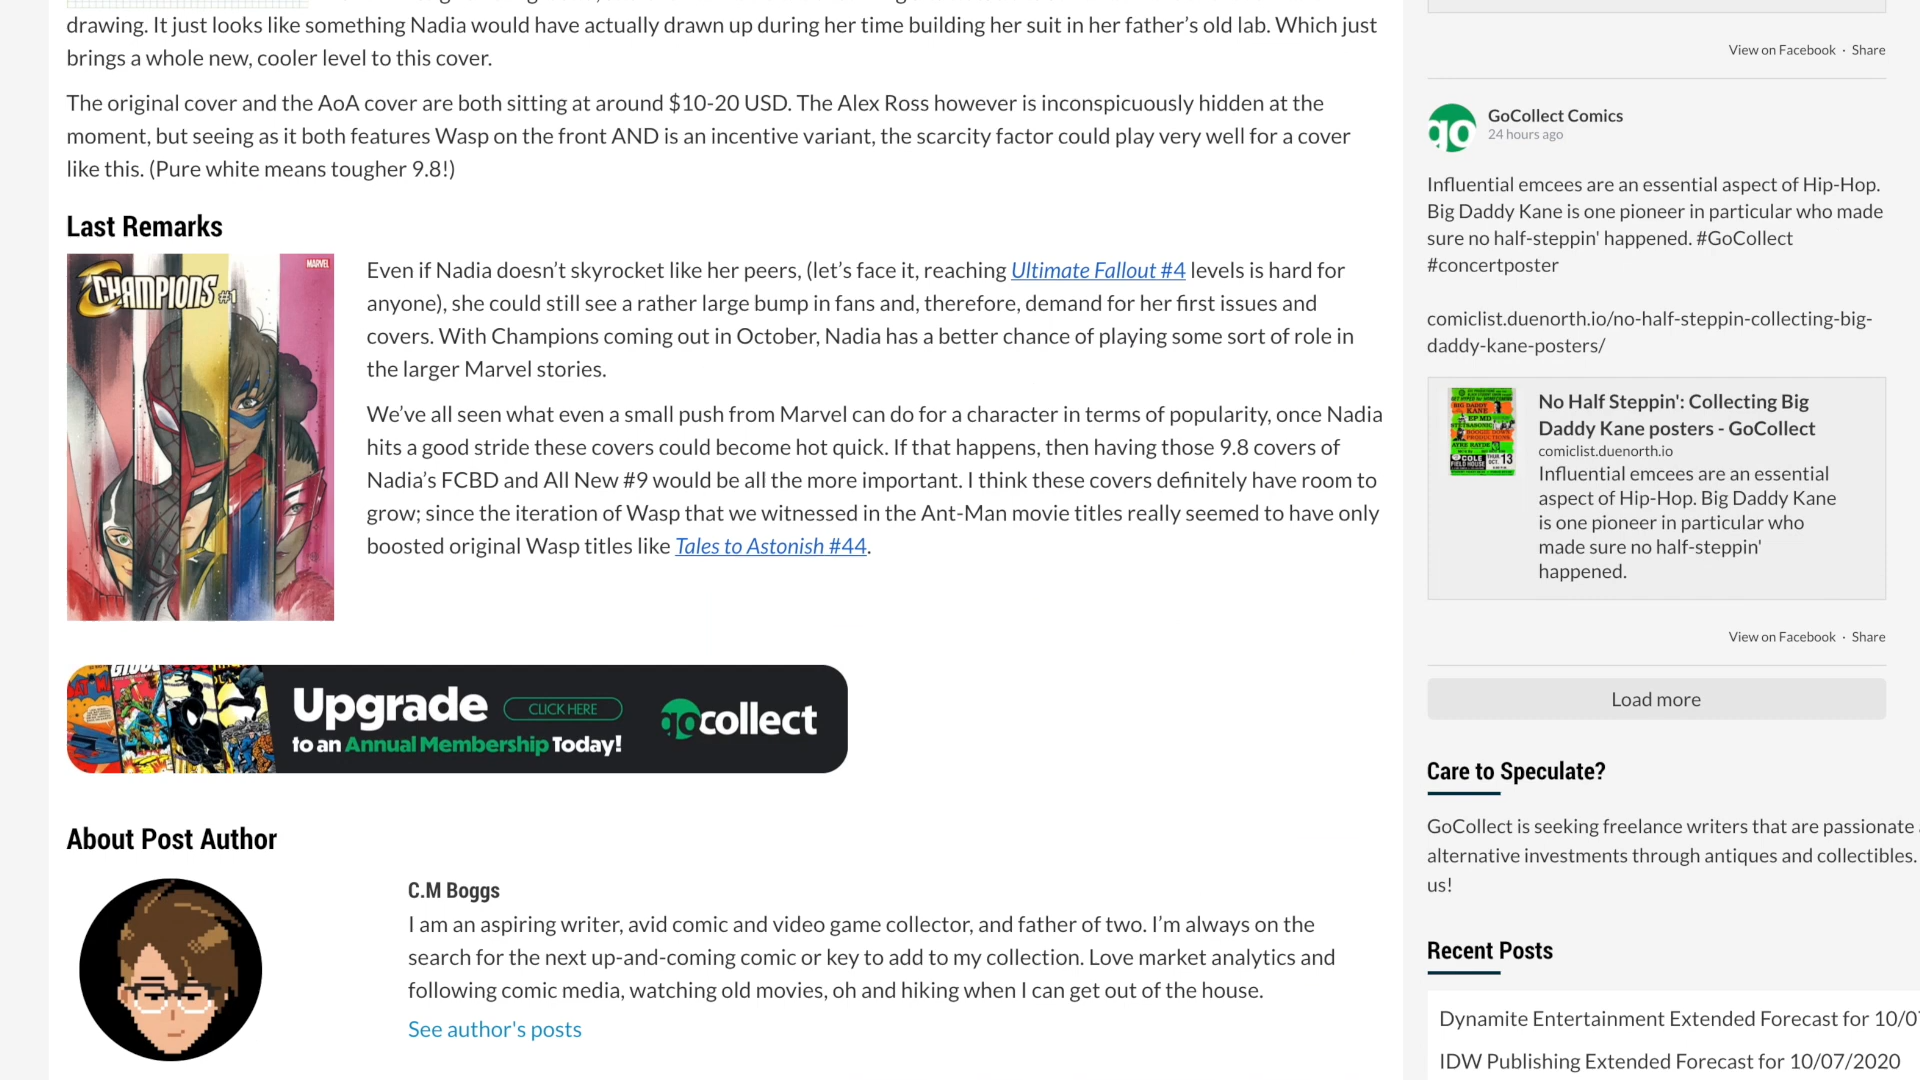 drawing. It just looks like something Nadia would have actually drawn up during her time building her suit in her father’s old lab. Which just
brings a whole new, cooler level to this cover.
The original cover and the AoA cover are both sitting at around $10-20 USD. The Alex Ross however is inconspicuously hidden at the
moment, but seeing as it both features Wasp on the front AND is an incentive variant, the scarcity factor could play very well for a cover
like this. (Pure white means tougher 9.8!)
Last Remarks
CHAMPIONS #1
MARVEL
Even if Nadia doesn’t skyrocket like her peers, (let’s face it, reaching Ultimate Fallout #4 levels is hard for
anyone), she could still see a rather large bump in fans and, therefore, demand for her first issues and
covers. With Champions coming out in October, Nadia has a better chance of playing some sort of role in
the larger Marvel stories.
We’ve all seen what even a small push from Marvel can do for a character in terms of popularity, once Nadia
hits a good stride these covers could become hot quick. If that happens, then having those 9.8 covers of
Nadia’s FCBD and All New #9 would be all the more important. I think these covers definitely have room to
grow; since the iteration of Wasp that we witnessed in the Ant-Man movie titles really seemed to have only
boosted original Wasp titles like Tales to Astonish #44.
Upgrade CLICK HERE
to an Annual Membership Today!
gocollect
About Post Author
C.M Boggs
I am an aspiring writer, avid comic and video game collector, and father of two. I’m always on the
search for the next up-and-coming comic or key to add to my collection. Love market analytics and
following comic media, watching old movies, oh and hiking when I can get out of the house.
See author's posts
View on Facebook · Share
go
GoCollect Comics
24 hours ago
Influential emcees are an essential aspect of Hip-Hop.
Big Daddy Kane is one pioneer in particular who made
sure no half-steppin' happened. #GoCollect
#concertposter
comiclist.duenorth.io/no-half-steppin-collecting-big-
daddy-kane-posters/
BIG DADDY
KANE
EPMD
STETSASONIC
COLE
FIELD HOUSE
OCT. 13
No Half Steppin': Collecting Big
Daddy Kane posters - GoCollect
comiclist.duenorth.io
Influential emcees are an essential
aspect of Hip-Hop. Big Daddy Kane
is one pioneer in particular who
made sure no half-steppin'
happened.
View on Facebook · Share
Load more
Care to Speculate?
GoCollect is seeking freelance writers that are passionate
alternative investments through antiques and collectibles.
us!
Recent Posts
Dynamite Entertainment Extended Forecast for 10/0
IDW Publishing Extended Forecast for 10/07/2020